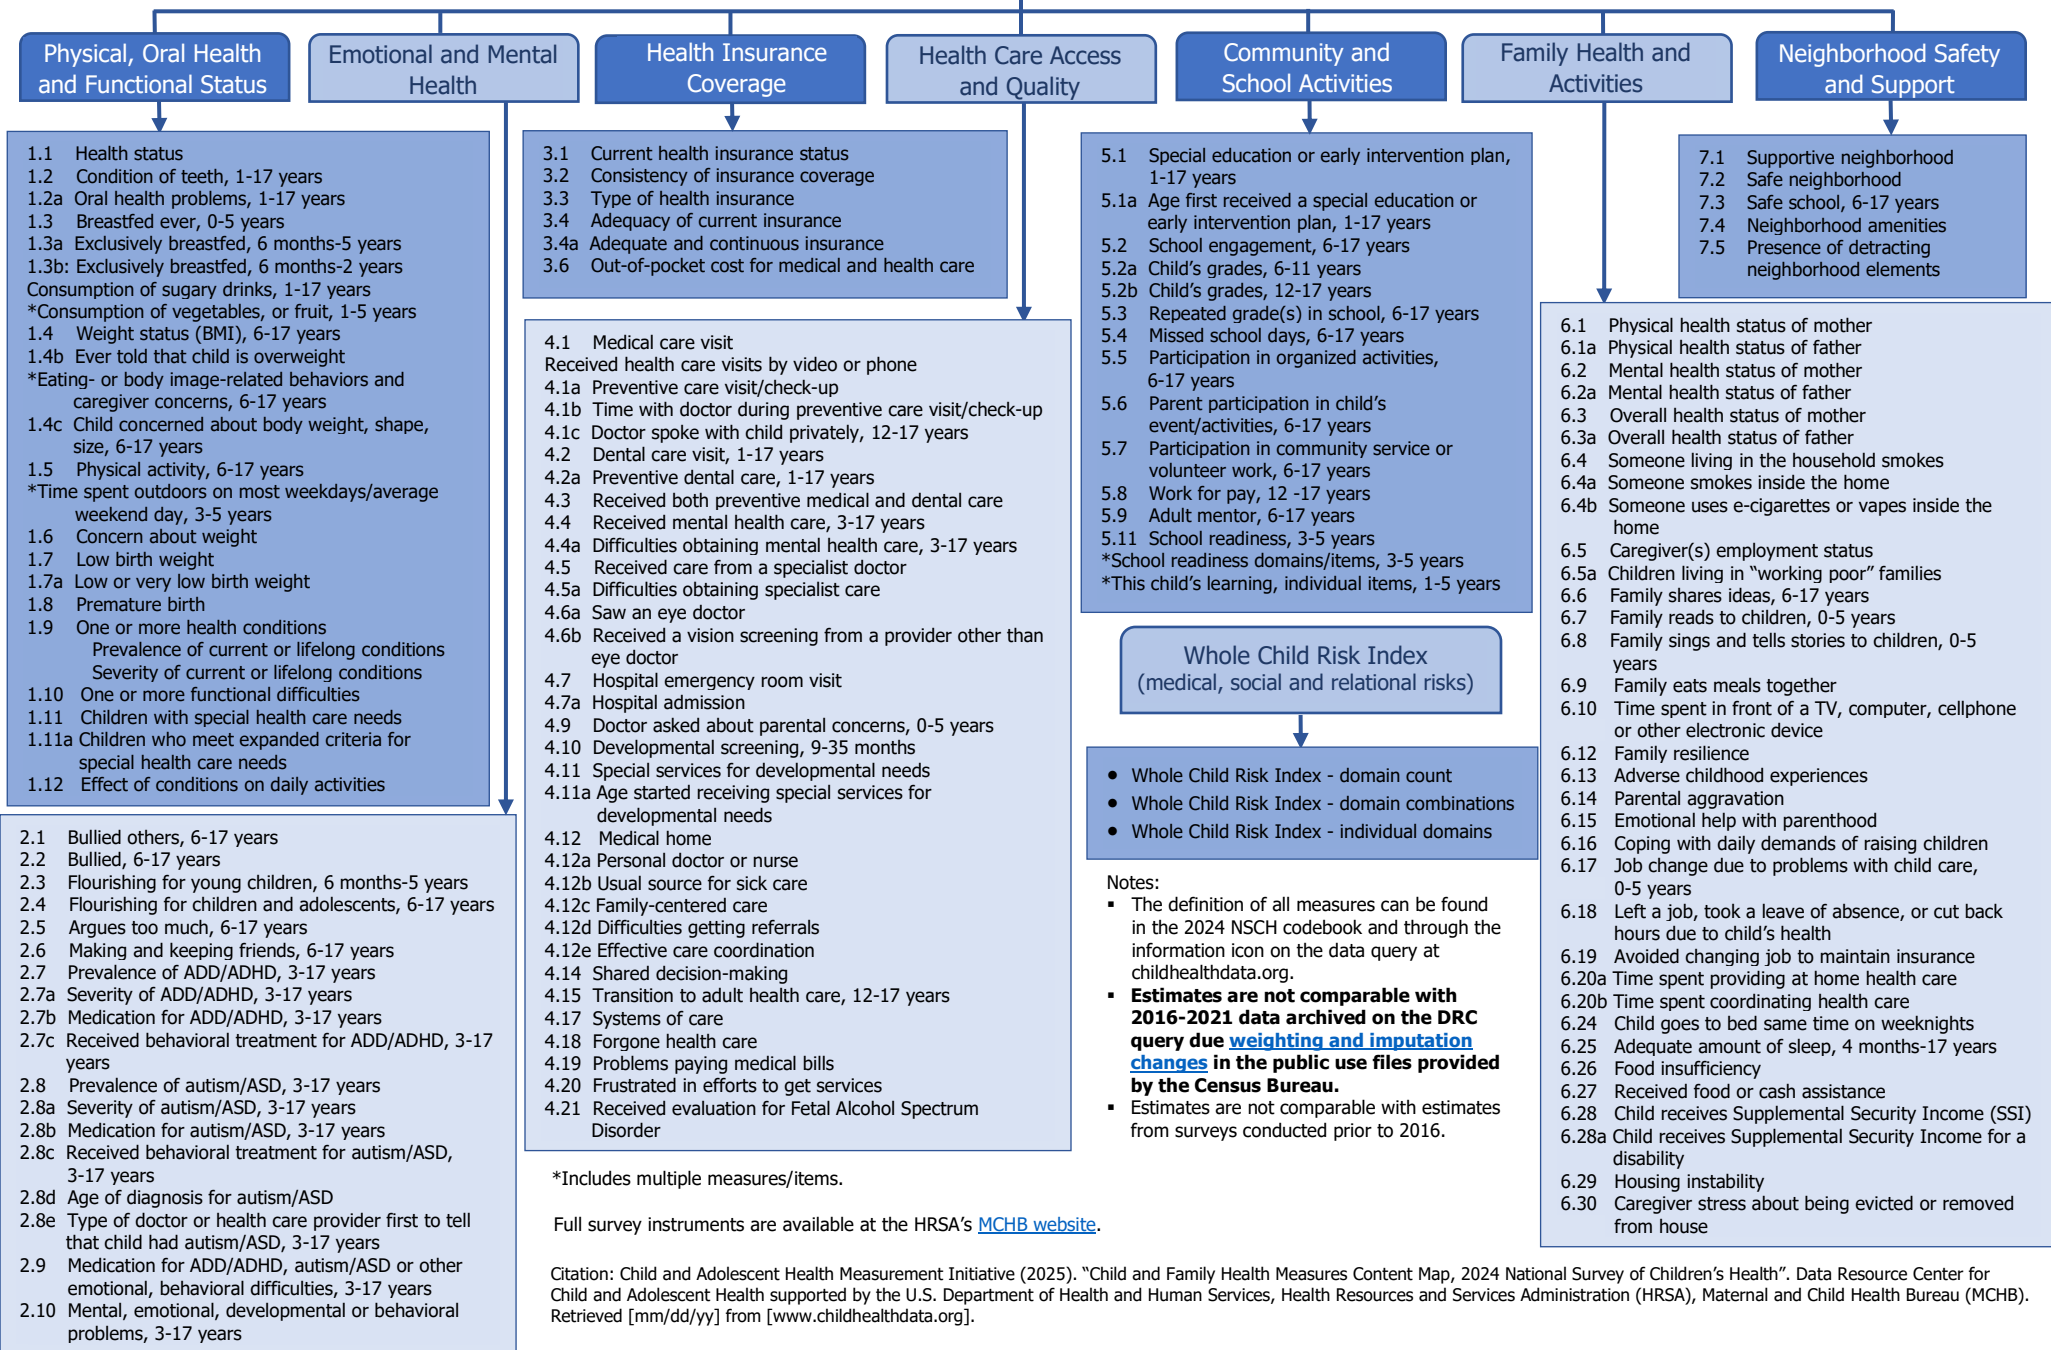 Physical, Oral Health
and Functional Status
Emotional and Mental
Health
Health Insurance
Coverage
Health Care Access
and Quality
Community and
School Activities
Family Health and
Activities
Neighborhood Safety
and Support
1.1 Health status
1.2 Condition of teeth, 1-17 years
1.2a Oral health problems, 1-17 years
1.3 Breastfed ever, 0-5 years
1.3a Exclusively breastfed, 6 months-5 years
1.3b: Exclusively breastfed, 6 months-2 years
Consumption of sugary drinks, 1-17 years
*Consumption of vegetables, or fruit, 1-5 years
1.4 Weight status (BMI), 6-17 years
1.4b Ever told that child is overweight
*Eating- or body image-related behaviors and
caregiver concerns, 6-17 years
1.4c Child concerned about body weight, shape,
size, 6-17 years
1.5 Physical activity, 6-17 years
*Time spent outdoors on most weekdays/average
weekend day, 3-5 years
1.6 Concern about weight
1.7 Low birth weight
1.7a Low or very low birth weight
1.8 Premature birth
1.9 One or more health conditions
Prevalence of current or lifelong conditions
Severity of current or lifelong conditions
1.10 One or more functional difficulties
1.11 Children with special health care needs
1.11a Children who meet expanded criteria for
special health care needs
1.12 Effect of conditions on daily activities
2.1 Bullied others, 6-17 years
2.2 Bullied, 6-17 years
2.3 Flourishing for young children, 6 months-5 years
2.4 Flourishing for children and adolescents, 6-17 years
2.5 Argues too much, 6-17 years
2.6 Making and keeping friends, 6-17 years
2.7 Prevalence of ADD/ADHD, 3-17 years
2.7a Severity of ADD/ADHD, 3-17 years
2.7b Medication for ADD/ADHD, 3-17 years
2.7c Received behavioral treatment for ADD/ADHD, 3-17
years
2.8 Prevalence of autism/ASD, 3-17 years
2.8a Severity of autism/ASD, 3-17 years
2.8b Medication for autism/ASD, 3-17 years
2.8c Received behavioral treatment for autism/ASD,
3-17 years
2.8d Age of diagnosis for autism/ASD
2.8e Type of doctor or health care provider first to tell
that child had autism/ASD, 3-17 years
2.9 Medication for ADD/ADHD, autism/ASD or other
emotional, behavioral difficulties, 3-17 years
2.10 Mental, emotional, developmental or behavioral
problems, 3-17 years
3.1 Current health insurance status
3.2 Consistency of insurance coverage
3.3 Type of health insurance
3.4 Adequacy of current insurance
3.4a Adequate and continuous insurance
3.6 Out-of-pocket cost for medical and health care
4.1 Medical care visit
Received health care visits by video or phone
4.1a Preventive care visit/check-up
4.1b Time with doctor during preventive care visit/check-up
4.1c Doctor spoke with child privately, 12-17 years
4.2 Dental care visit, 1-17 years
4.2a Preventive dental care, 1-17 years
4.3 Received both preventive medical and dental care
4.4 Received mental health care, 3-17 years
4.4a Difficulties obtaining mental health care, 3-17 years
4.5 Received care from a specialist doctor
4.5a Difficulties obtaining specialist care
4.6a Saw an eye doctor
4.6b Received a vision screening from a provider other than
eye doctor
4.7 Hospital emergency room visit
4.7a Hospital admission
4.9 Doctor asked about parental concerns, 0-5 years
4.10 Developmental screening, 9-35 months
4.11 Special services for developmental needs
4.11a Age started receiving special services for
developmental needs
4.12 Medical home
4.12a Personal doctor or nurse
4.12b Usual source for sick care
4.12c Family-centered care
4.12d Difficulties getting referrals
4.12e Effective care coordination
4.14 Shared decision-making
4.15 Transition to adult health care, 12-17 years
4.17 Systems of care
4.18 Forgone health care
4.19 Problems paying medical bills
4.20 Frustrated in efforts to get services
4.21 Received evaluation for Fetal Alcohol Spectrum
Disorder
5.1 Special education or early intervention plan,
1-17 years
5.1a Age first received a special education or
early intervention plan, 1-17 years
5.2 School engagement, 6-17 years
5.2a Child's grades, 6-11 years
5.2b Child's grades, 12-17 years
5.3 Repeated grade(s) in school, 6-17 years
5.4 Missed school days, 6-17 years
5.5 Participation in organized activities,
6-17 years
5.6 Parent participation in child's
event/activities, 6-17 years
5.7 Participation in community service or
volunteer work, 6-17 years
5.8 Work for pay, 12 -17 years
5.9 Adult mentor, 6-17 years
5.11 School readiness, 3-5 years
*School readiness domains/items, 3-5 years
*This child's learning, individual items, 1-5 years
Whole Child Risk Index
(medical, social and relational risks)
• Whole Child Risk Index - domain count
• Whole Child Risk Index - domain combinations
• Whole Child Risk Index - individual domains
6.1 Physical health status of mother
6.1a Physical health status of father
6.2 Mental health status of mother
6.2a Mental health status of father
6.3 Overall health status of mother
6.3a Overall health status of father
6.4 Someone living in the household smokes
6.4a Someone smokes inside the home
6.4b Someone uses e-cigarettes or vapes inside the
home
6.5 Caregiver(s) employment status
6.5a Children living in "working poor" families
6.6 Family shares ideas, 6-17 years
6.7 Family reads to children, 0-5 years
6.8 Family sings and tells stories to children, 0-5
years
6.9 Family eats meals together
6.10 Time spent in front of a TV, computer, cellphone
or other electronic device
6.12 Family resilience
6.13 Adverse childhood experiences
6.14 Parental aggravation
6.15 Emotional help with parenthood
6.16 Coping with daily demands of raising children
6.17 Job change due to problems with child care,
0-5 years
6.18 Left a job, took a leave of absence, or cut back
hours due to child's health
6.19 Avoided changing job to maintain insurance
6.20a Time spent providing at home health care
6.20b Time spent coordinating health care
6.24 Child goes to bed same time on weeknights
6.25 Adequate amount of sleep, 4 months-17 years
6.26 Food insufficiency
6.27 Received food or cash assistance
6.28 Child receives Supplemental Security Income (SSI)
6.28a Child receives Supplemental Security Income for a
disability
6.29 Housing instability
6.30 Caregiver stress about being evicted or removed
from house
7.1 Supportive neighborhood
7.2 Safe neighborhood
7.3 Safe school, 6-17 years
7.4 Neighborhood amenities
7.5 Presence of detracting
neighborhood elements
Notes:
▪ The definition of all measures can be found
in the 2024 NSCH codebook and through the
information icon on the data query at
childhealthdata.org.
▪ Estimates are not comparable with
2016-2021 data archived on the DRC
query due weighting and imputation
changes in the public use files provided
by the Census Bureau.
▪ Estimates are not comparable with estimates
from surveys conducted prior to 2016.
*Includes multiple measures/items.
Full survey instruments are available at the HRSA's MCHB website.
Citation: Child and Adolescent Health Measurement Initiative (2025). "Child and Family Health Measures Content Map, 2024 National Survey of Children's Health". Data Resource Center for
Child and Adolescent Health supported by the U.S. Department of Health and Human Services, Health Resources and Services Administration (HRSA), Maternal and Child Health Bureau (MCHB).
Retrieved [mm/dd/yy] from [www.childhealthdata.org].